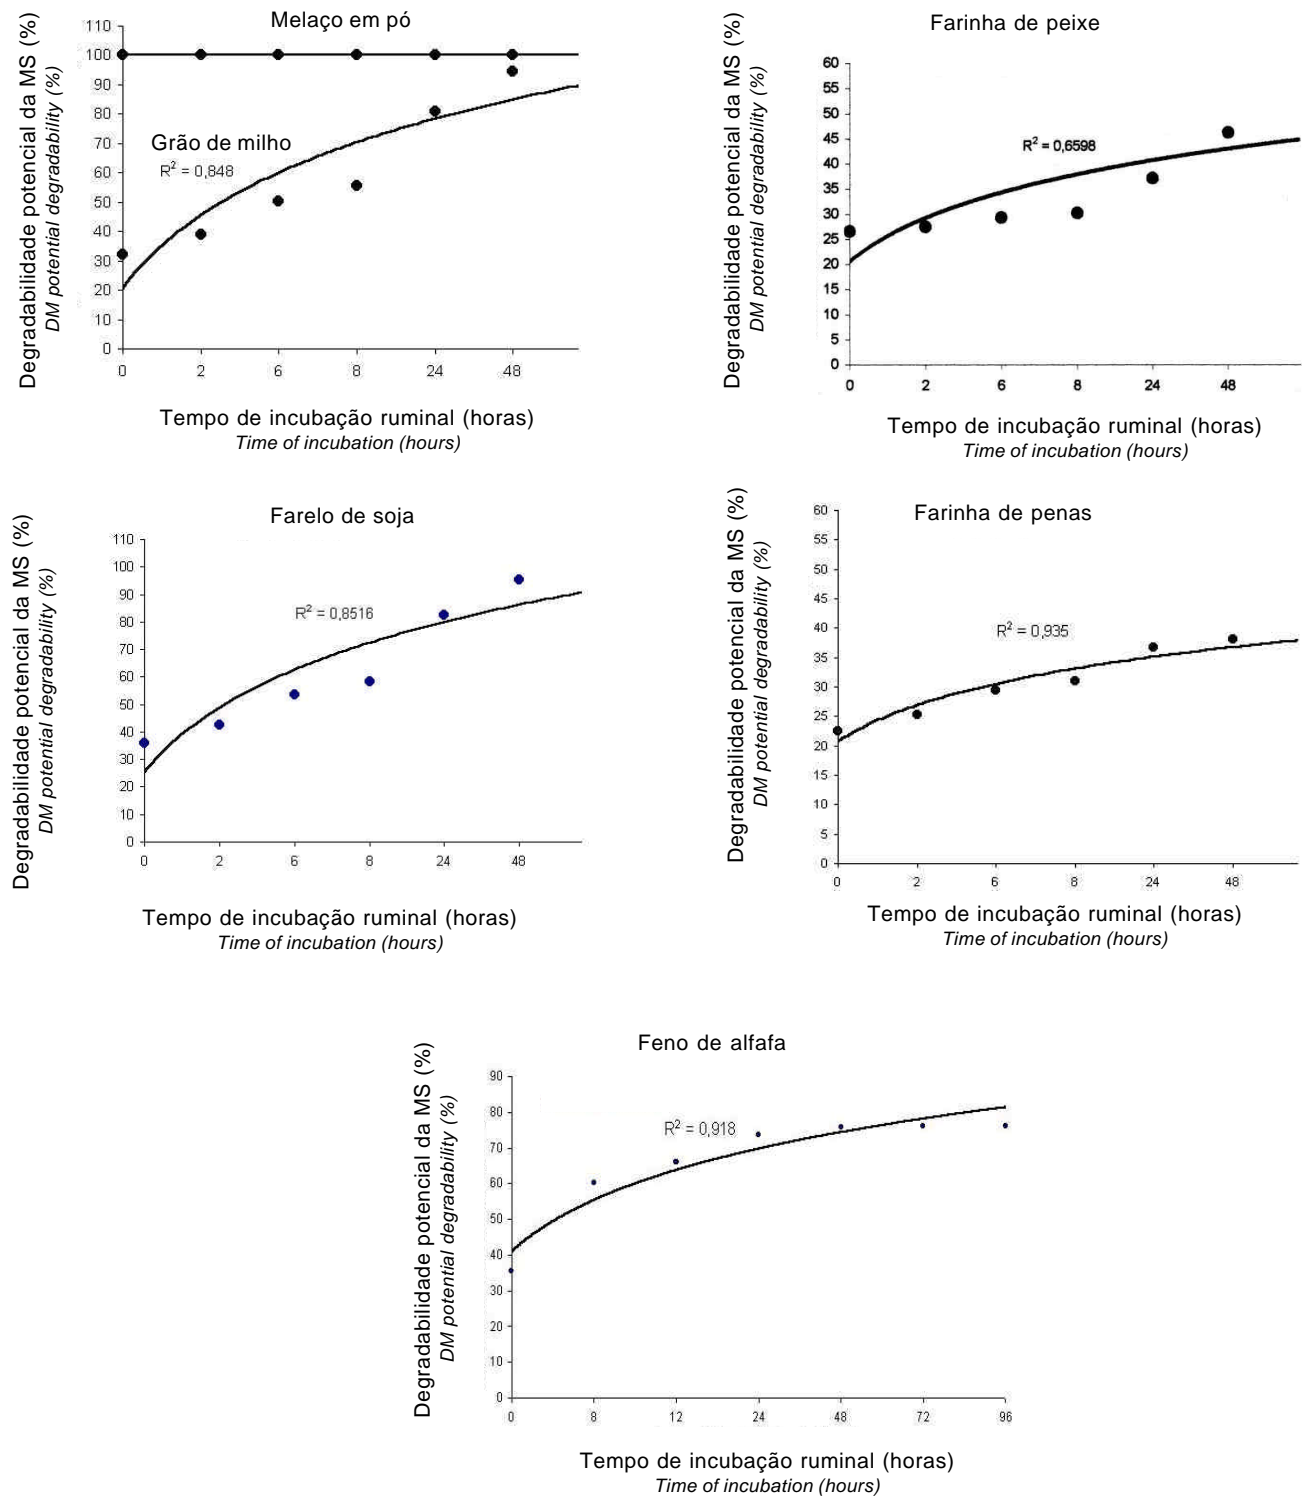 Melaço em pó
Degradabilidade potencial da MS (%)
DM potential degradability (%)
110
100
90
80
70
60
50
40
30
20
10
0
Grão de milho
R² = 0,848
0 2 6 8 24 48
Tempo de incubação ruminal (horas)
Time of incubation (hours)
Farinha de peixe
Degradabilidade potencial da MS (%)
DM potential degradability (%)
60
55
50
45
40
35
30
25
20
15
10
5
0
R² = 0,6598
0 2 6 8 24 48
Tempo de incubação ruminal (horas)
Time of incubation (hours)
Farelo de soja
Degradabilidade potencial da MS (%)
DM potential degradability (%)
110
100
90
80
70
60
50
40
30
20
10
0
R² = 0,8516
0 2 6 8 24 48
Tempo de incubação ruminal (horas)
Time of incubation (hours)
Farinha de penas
Degradabilidade potencial da MS (%)
DM potential degradability (%)
60
55
50
45
40
35
30
25
20
15
10
5
0
R² = 0,935
0 2 6 8 24 48
Tempo de incubação ruminal (horas)
Time of incubation (hours)
Feno de alfafa
Degradabilidade potencial da MS (%)
DM potential degradability (%)
90
80
70
60
50
40
30
20
10
0
R² = 0,918
0 8 12 24 48 72 96
Tempo de incubação ruminal (horas)
Time of incubation (hours)